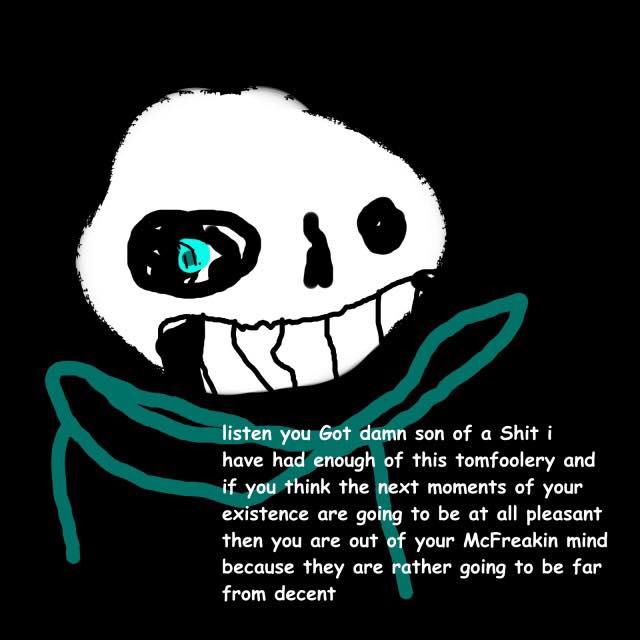 listen you Got damn son of a Shit i
have had enough of this tomfoolery and
if you think the next moments of your
existence are going to be at all pleasant
then you are out of your McFreakin mind
because they are rather going to be far
from decent